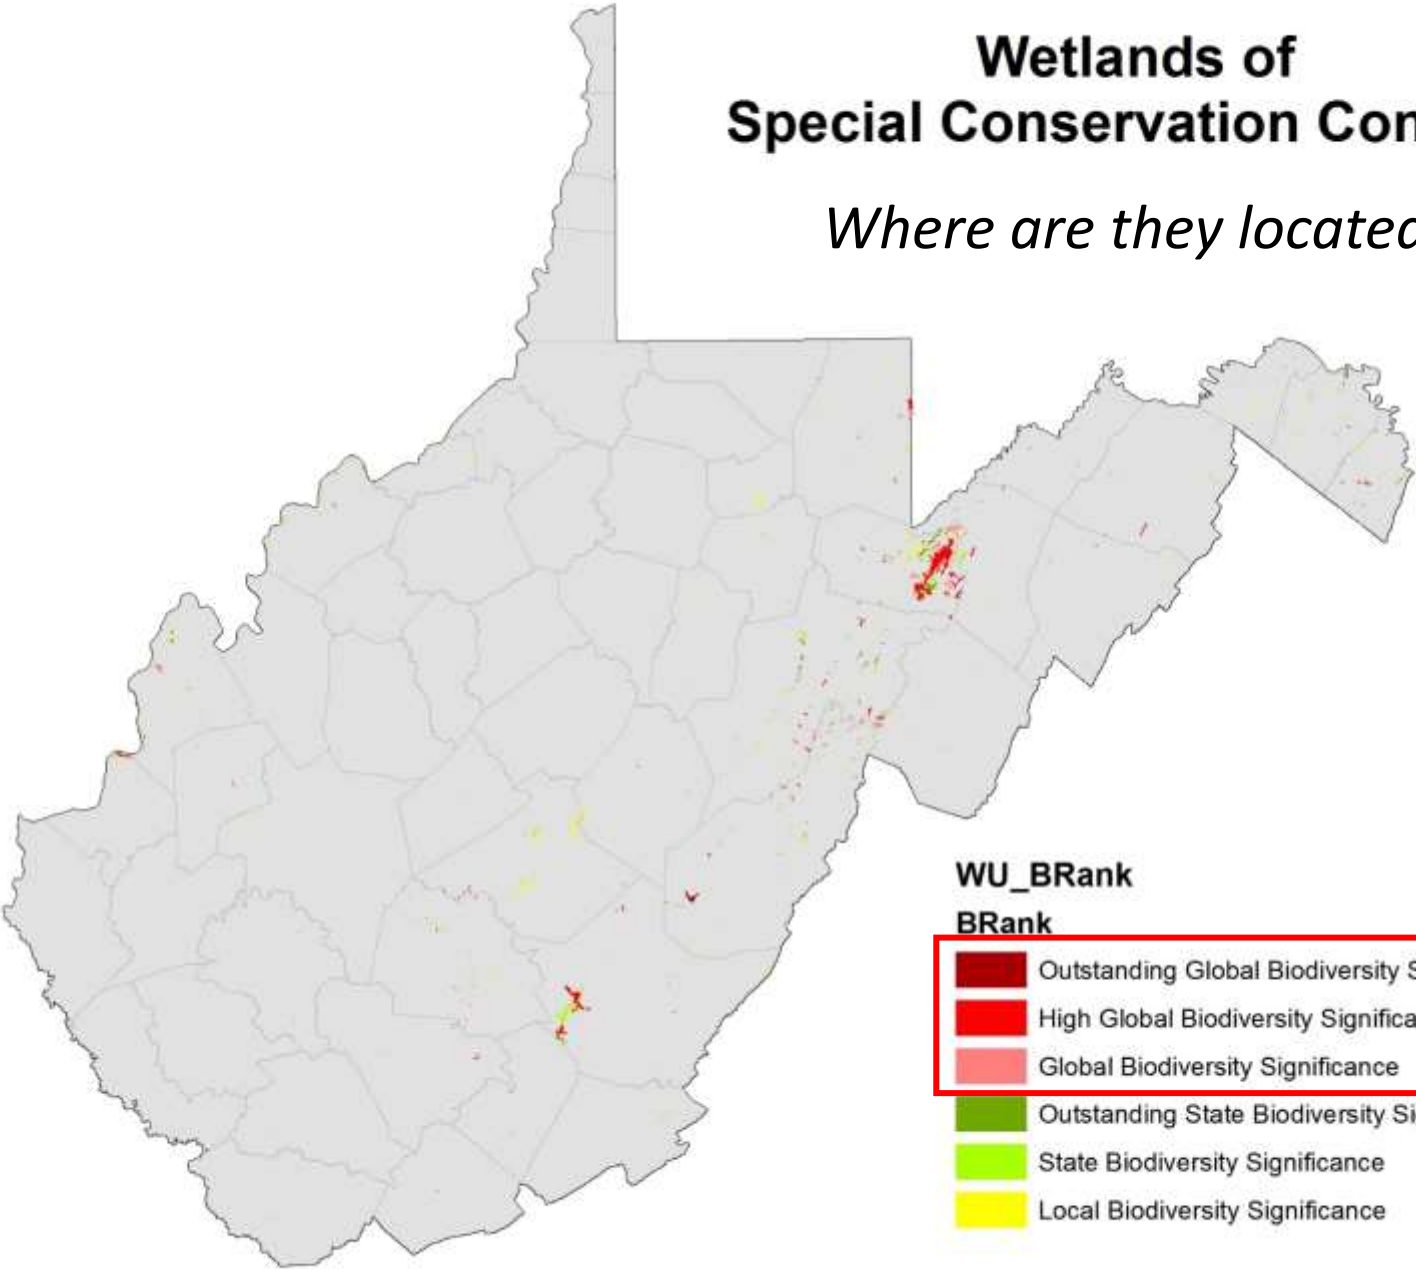 Wetlands of
Special Conservation Con
Where are they located
WU_BRank
BRank
Outstanding Global Biodiversity S
High Global Biodiversity Significa
Global Biodiversity Significance
Outstanding State Biodiversity Si
State Biodiversity Significance
Local Biodiversity Significance